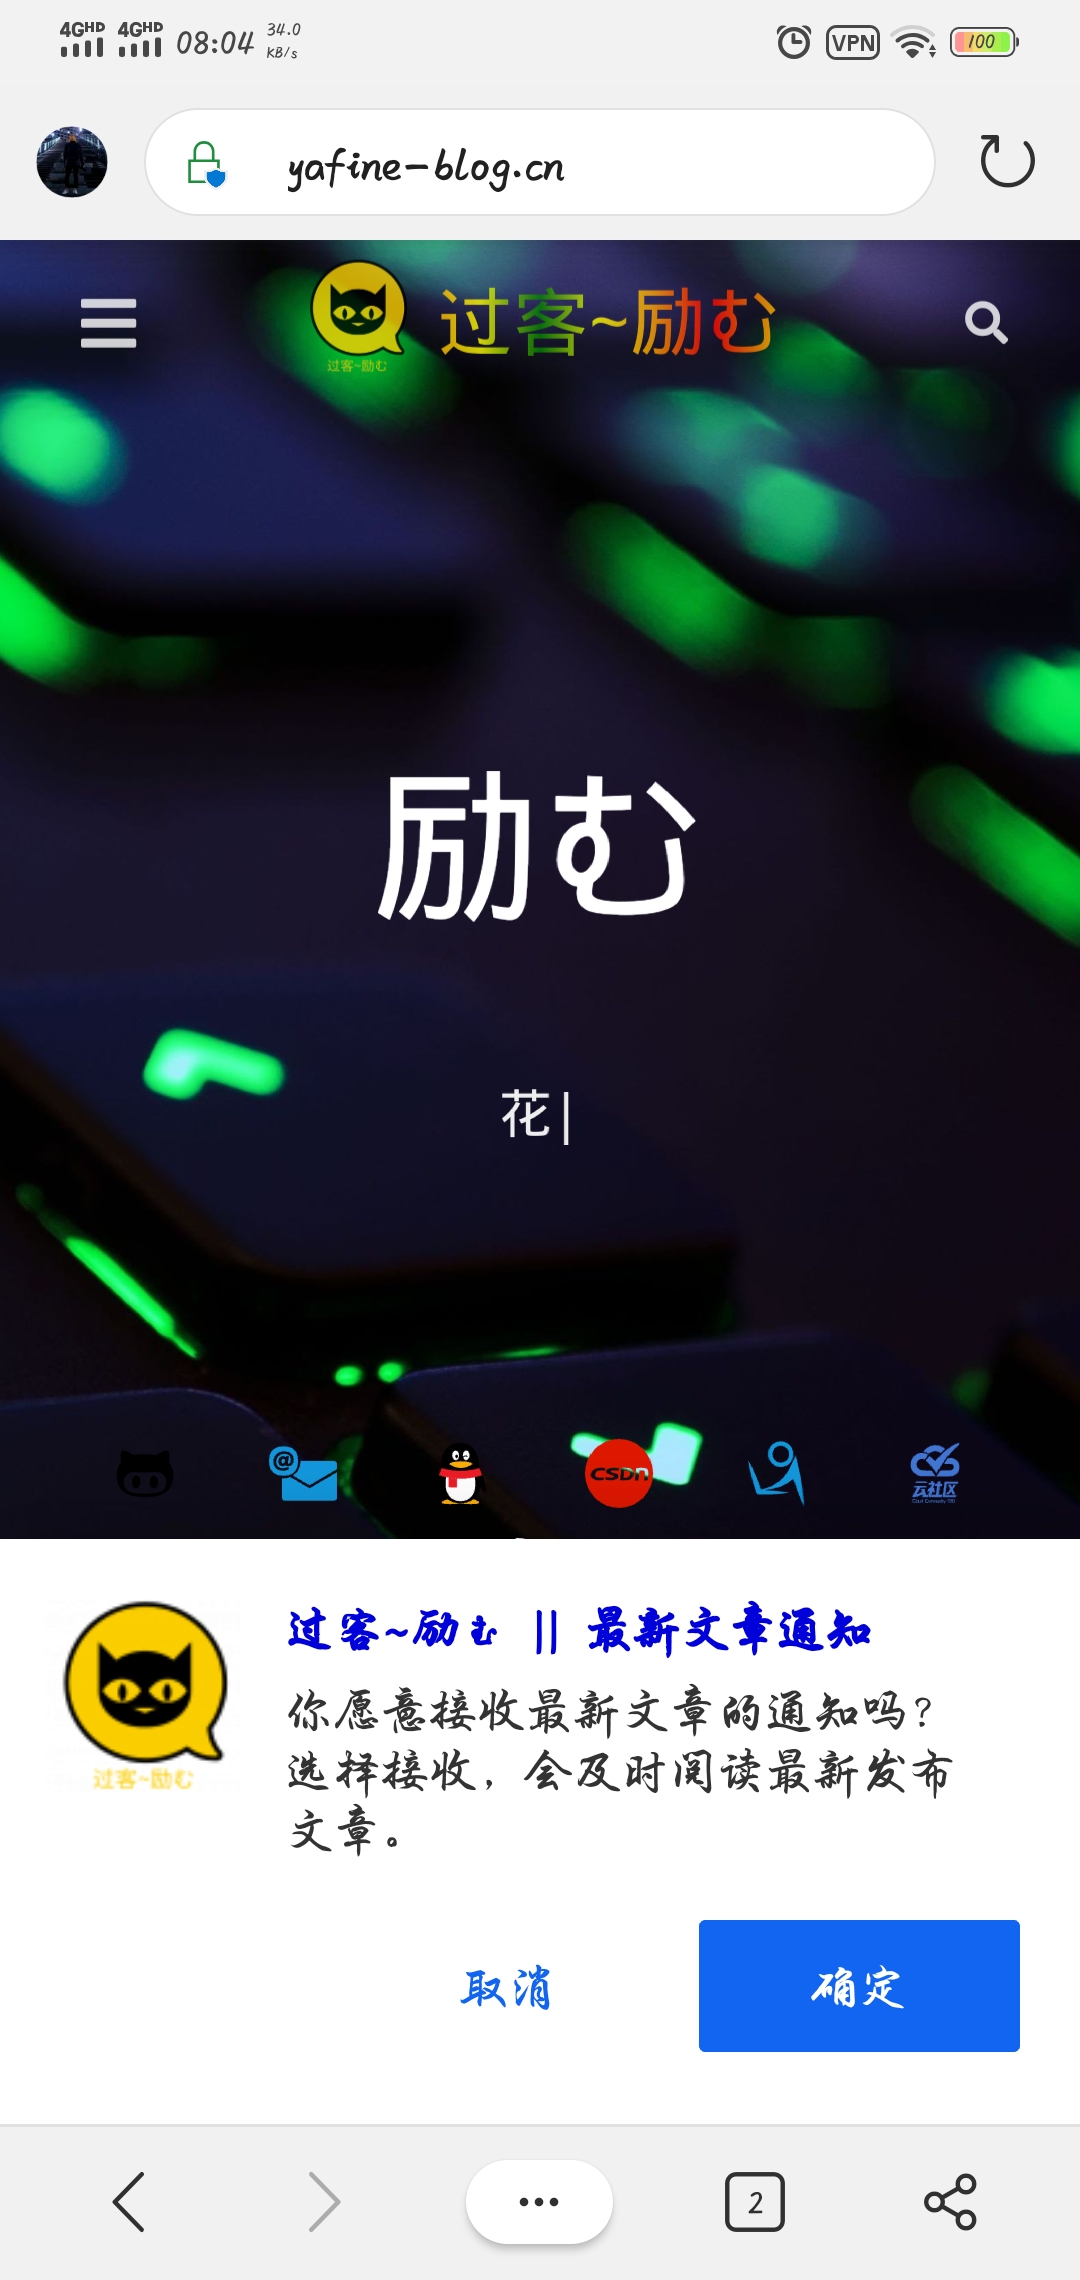 4GHD 4GHD 08:04 34.0 KB/s VPN 100
yafine-blog.cn
过客~励む
过客~励む
励む
花|
@ CSDn
云社区
过客~励む || 最新文章通知
你愿意接收最新文章的通知吗?
选择接收，会及时阅读最新发布
文章。
过客~励む
取消 确定
2